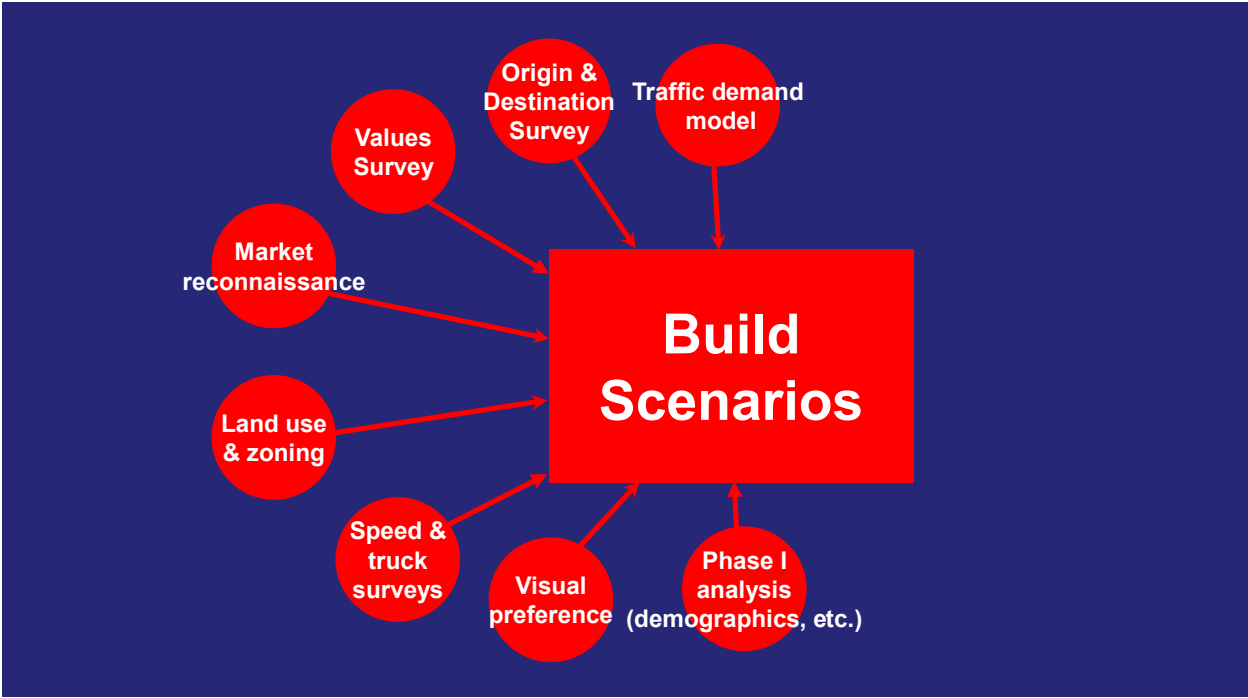 Origin &
Destination
Survey
Traffic demand
model
Values
Survey
Market
reconnaissance
Build
Scenarios
Land use
& zoning
Speed &
truck
surveys
Visual
preference
Phase I
analysis
(demographics, etc.)